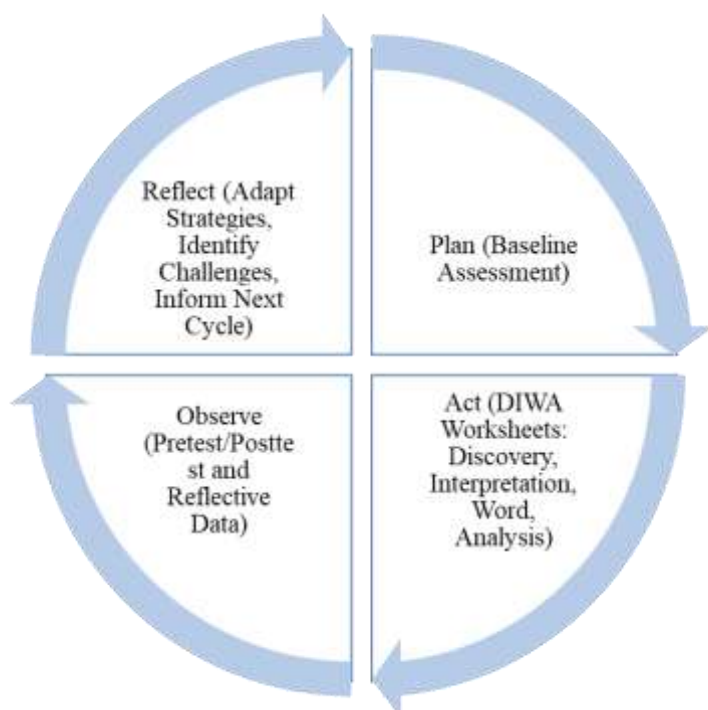 Reflect (Adapt
Strategies,
Identify
Challenges,
Inform Next
Cycle)
Plan (Baseline
Assessment)
Observe
(Pretest/Postte
st and
Reflective
Data)
Act (DIWA
Worksheets:
Discovery,
Interpretation,
Word,
Analysis)